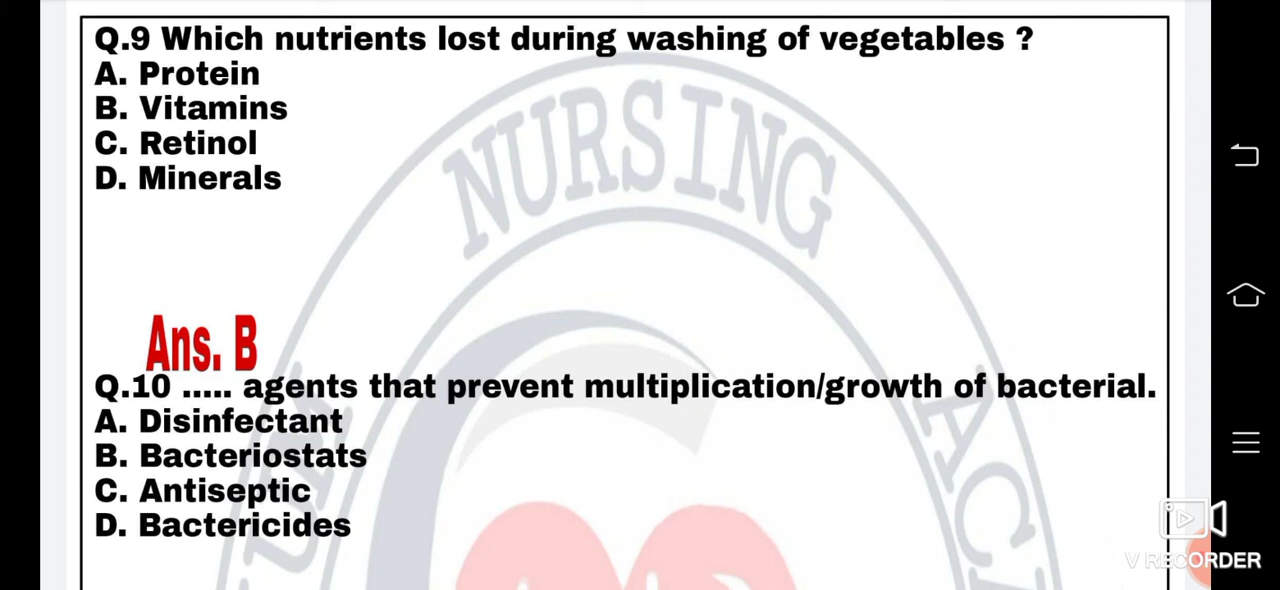 Q.9 Which nutrients lost during washing of vegetables ?
A. Protein
B. Vitamins
C. Retinol
D. Minerals
NURSING
Ans. B
Q.10 ..... agents that prevent multiplication/growth of bacterial.
A. Disinfectant
B. Bacteriostats
C. Antiseptic
D. Bactericides
V RECORDER